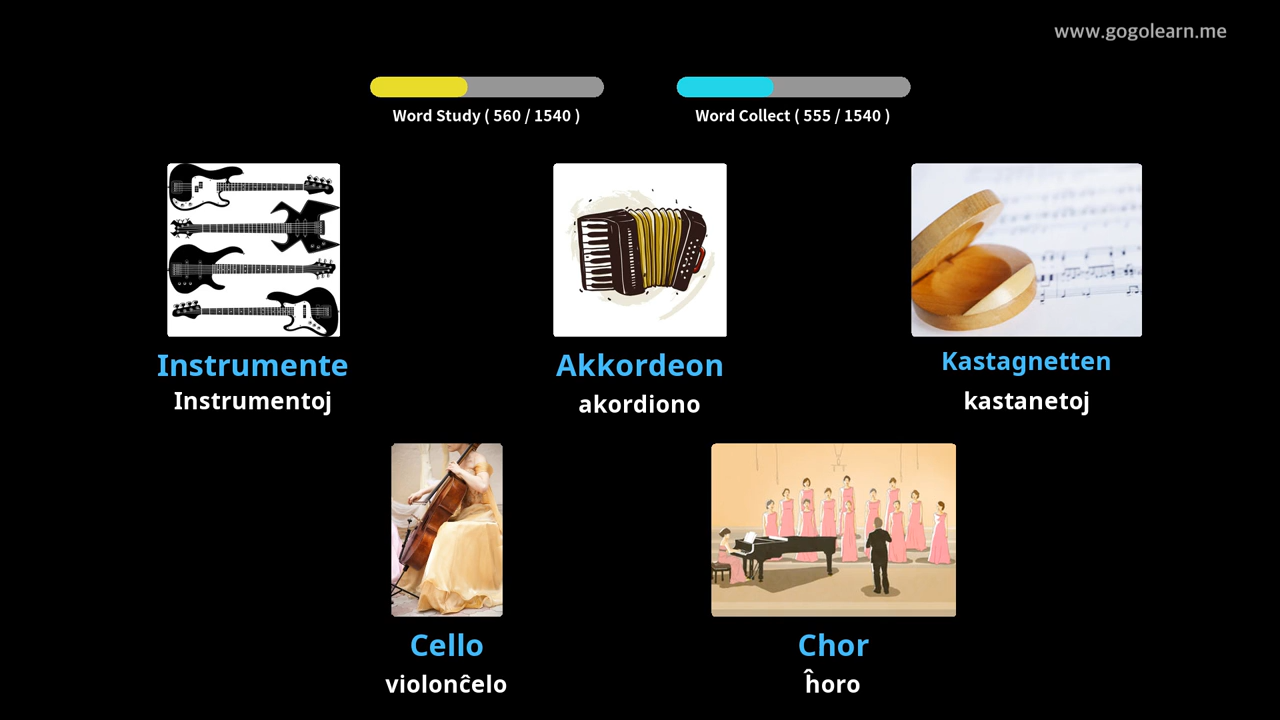 www.gogolearn.me
Word Study ( 560 / 1540 )
Word Collect ( 555 / 1540 )
Instrumente
Instrumentoj
Akkordeon
akordiono
Kastagnetten
kastanetoj
Cello
violonĉelo
Chor
ĥoro